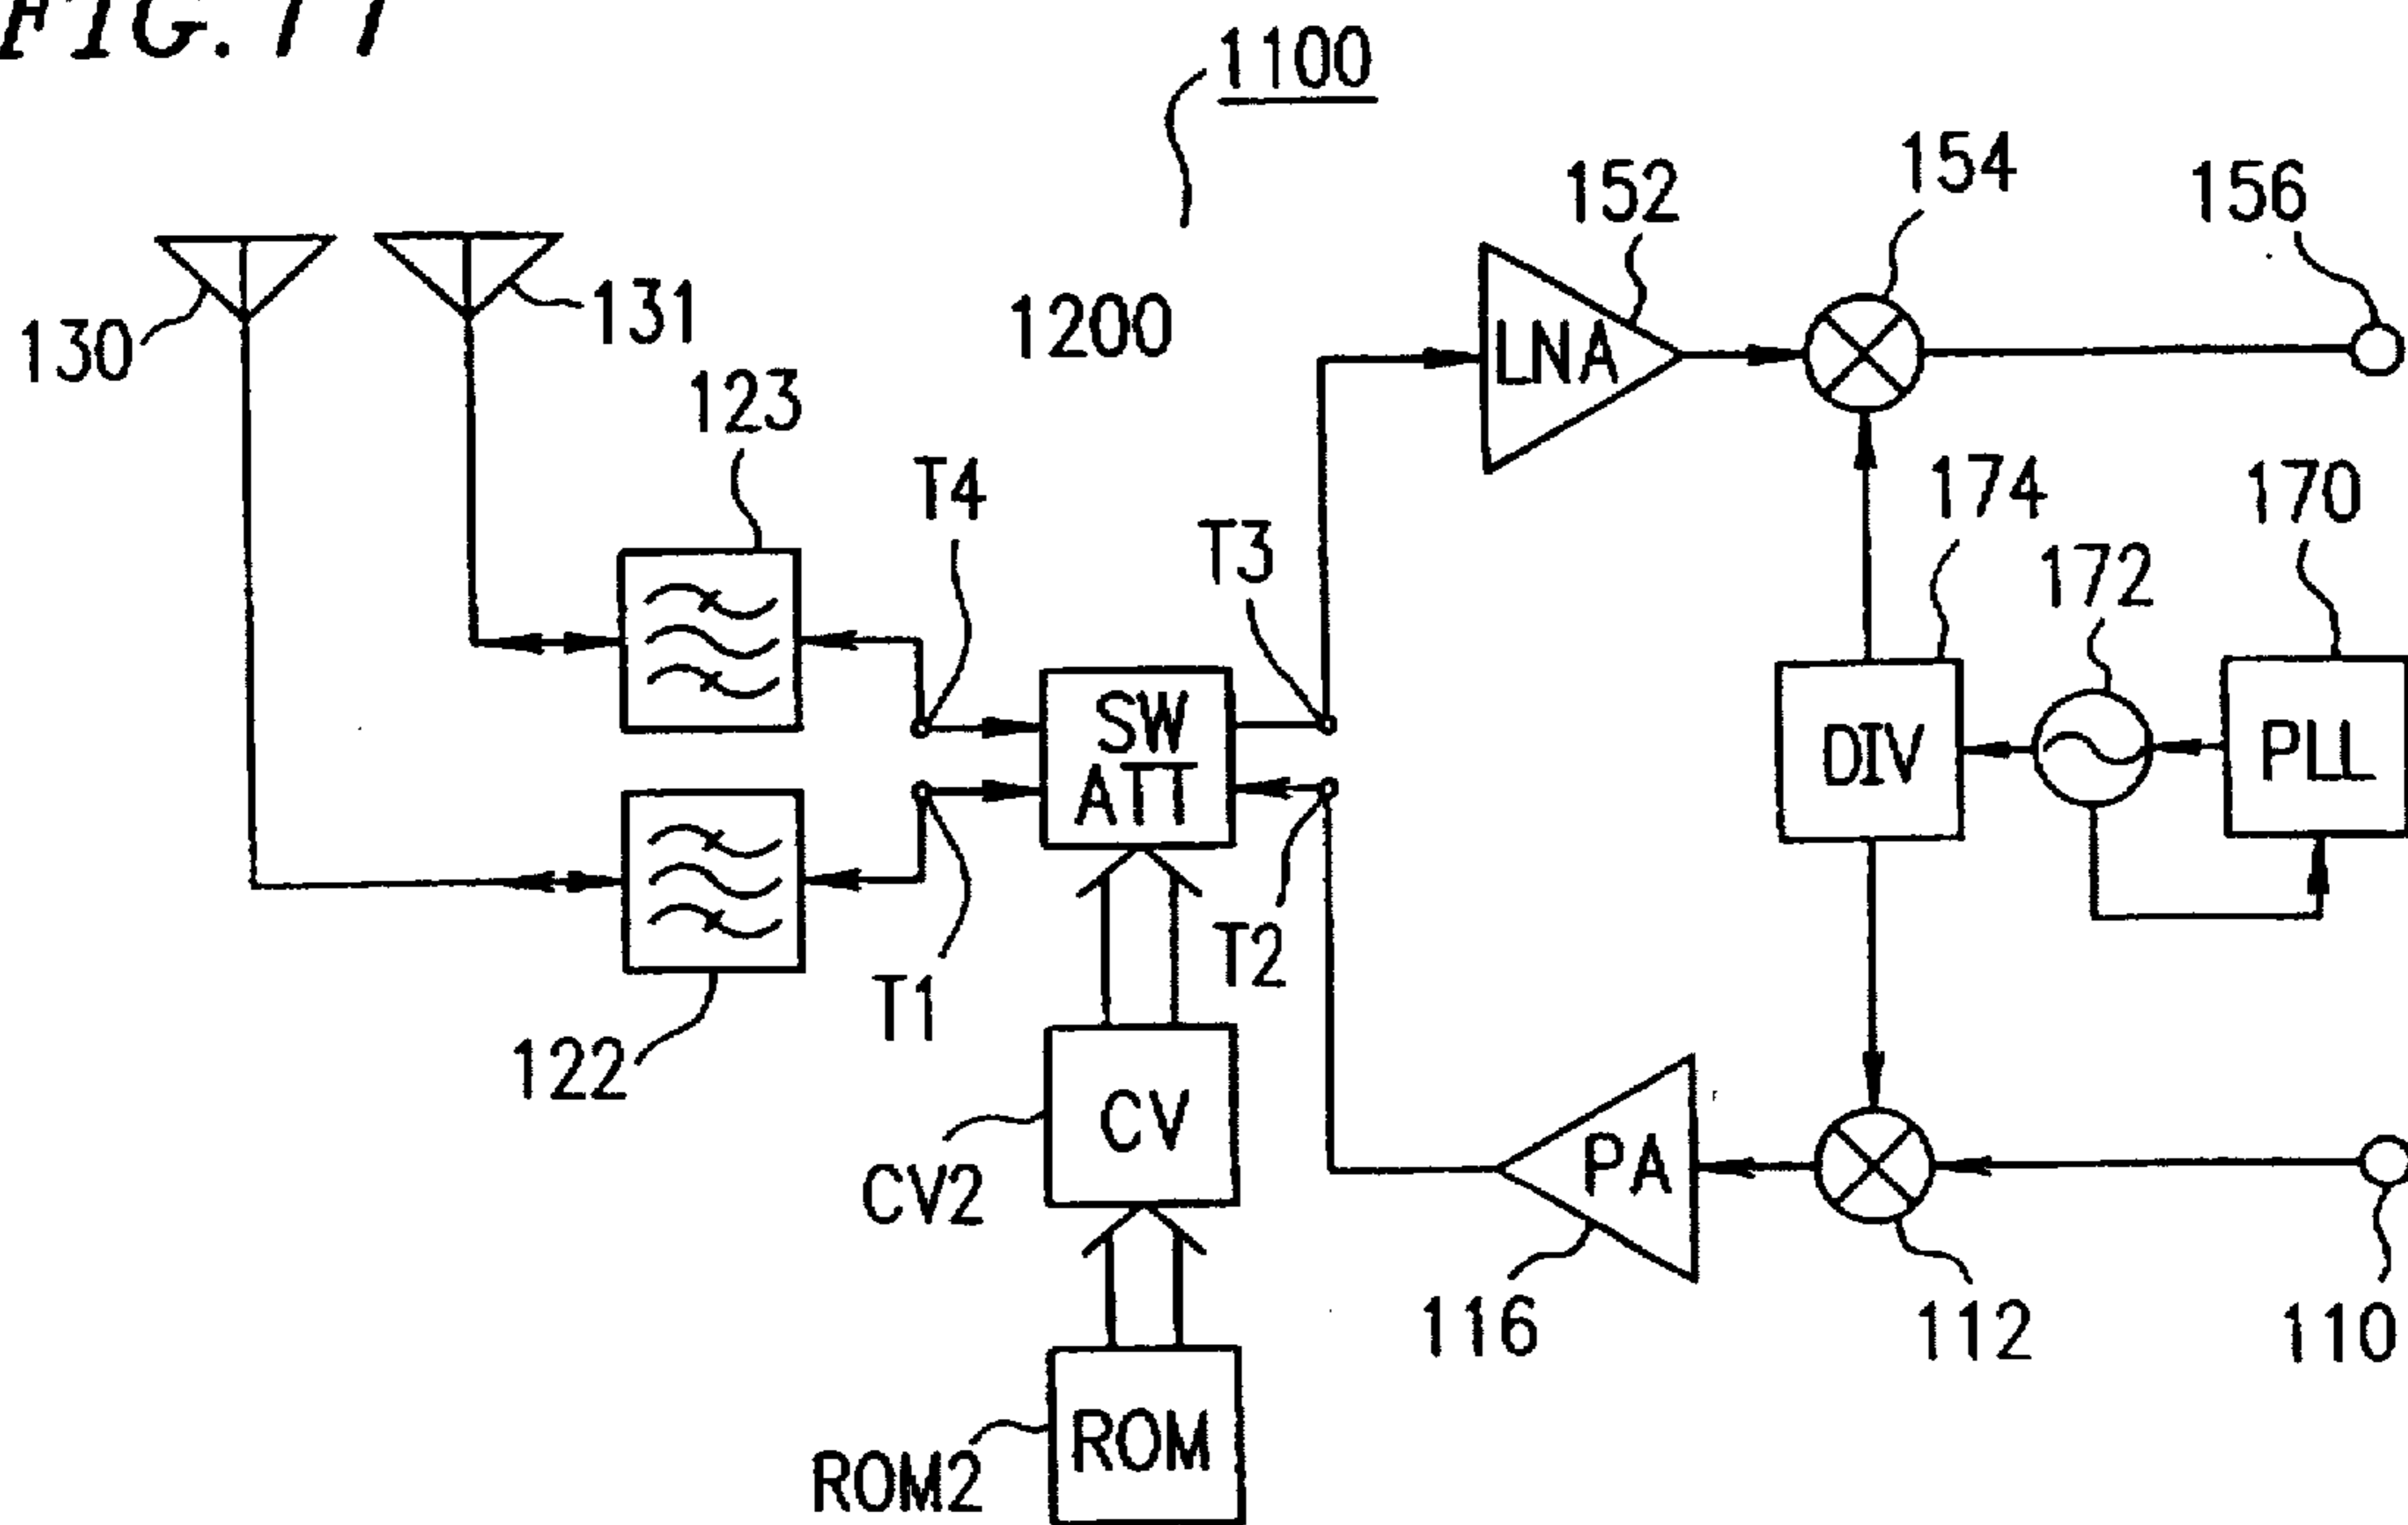 FIG. 11
1100
154
152
156
131
1200
130
LNA
123
T4
174
170
T3
172
SW
ATT
DIV
PLL
T2
T1
122
CV
PA
CV2
116
112
110
ROM
ROM2